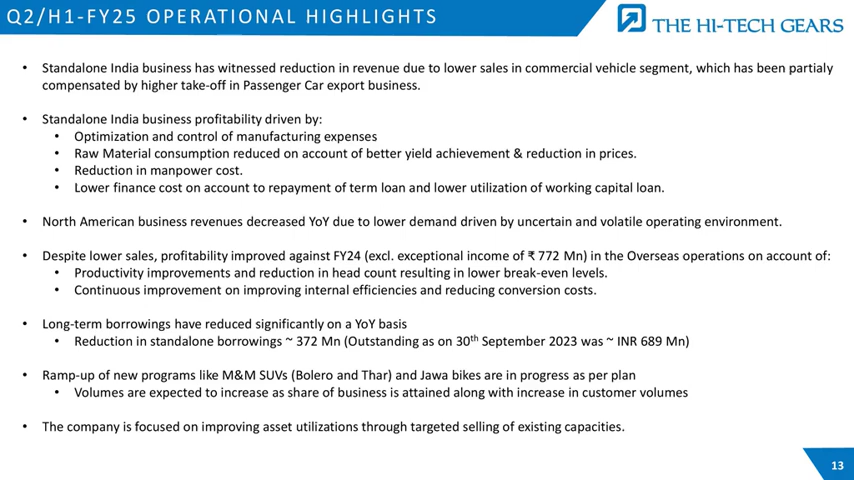 Q2/H1-FY25 OPERATIONAL HIGHLIGHTS
THE HI-TECH GEARS
• Standalone India business has witnessed reduction in revenue due to lower sales in commercial vehicle segment, which has been partialy
compensated by higher take-off in Passenger Car export business.
• Standalone India business profitability driven by:
• Optimization and control of manufacturing expenses
• Raw Material consumption reduced on account of better yield achievement & reduction in prices.
• Reduction in manpower cost.
• Lower finance cost on account to repayment of term loan and lower utilization of working capital loan.
• North American business revenues decreased YoY due to lower demand driven by uncertain and volatile operating environment.
• Despite lower sales, profitability improved against FY24 (excl. exceptional income of ₹ 772 Mn) in the Overseas operations on account of:
• Productivity improvements and reduction in head count resulting in lower break-even levels.
• Continuous improvement on improving internal efficiencies and reducing conversion costs.
• Long-term borrowings have reduced significantly on a YoY basis
• Reduction in standalone borrowings ~ 372 Mn (Outstanding as on 30th September 2023 was ~ INR 689 Mn)
• Ramp-up of new programs like M&M SUVs (Bolero and Thar) and Jawa bikes are in progress as per plan
• Volumes are expected to increase as share of business is attained along with increase in customer volumes
• The company is focused on improving asset utilizations through targeted selling of existing capacities.
13